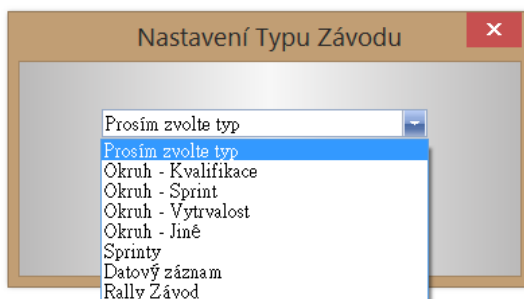 Nastavení Typu Závodu
x
Prosím zvolte typ
Prosím zvolte typ
Okruh - Kvalifikace
Okruh - Sprint
Okruh - Vytrvalost
Okruh - Jiné
Sprinty
Datový záznam
Rally Závod